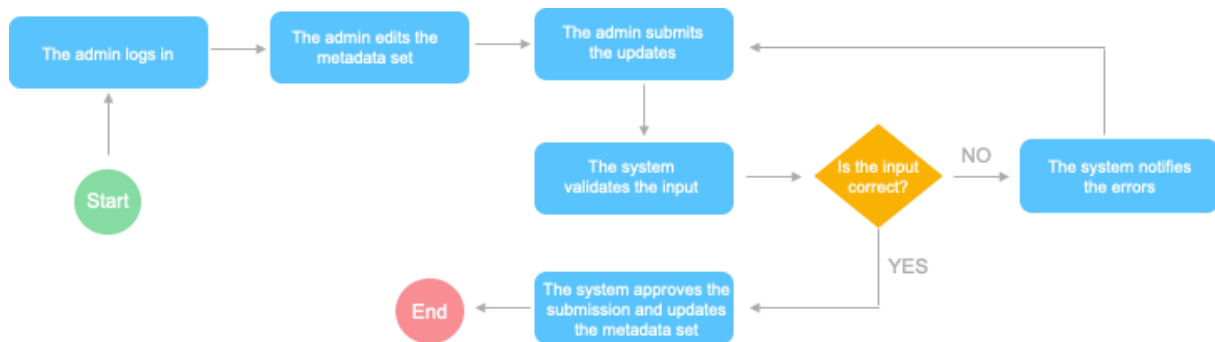 The admin logs in
The admin edits the
metadata set
The admin submits
the updates
Start
The system
validates the input
Is the input
correct?
NO
The system notifies
the errors
YES
End
The system approves the
submission and updates
the metadata set